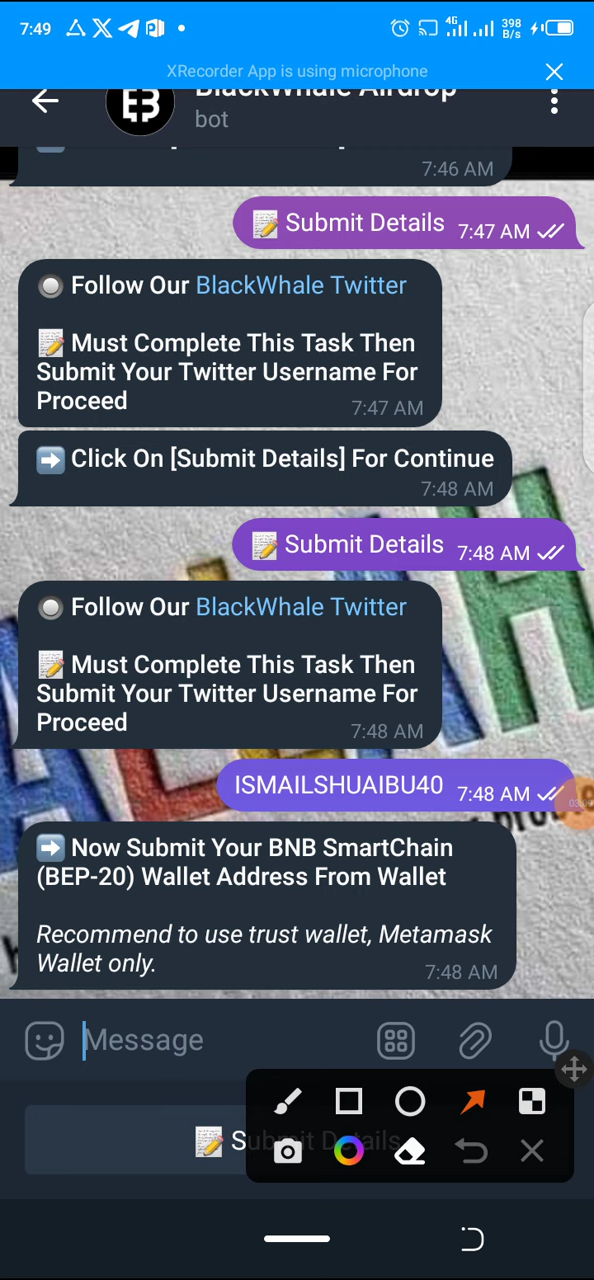 7:49
4G
398
B/s
XRecorder App is using microphone
BlackWhale Airdrop
bot
7:46 AM
📝 Submit Details 7:47 AM
Follow Our BlackWhale Twitter
📝 Must Complete This Task Then
Submit Your Twitter Username For
Proceed 7:47 AM
➡️ Click On [Submit Details] For Continue
7:48 AM
📝 Submit Details 7:48 AM
Follow Our BlackWhale Twitter
📝 Must Complete This Task Then
Submit Your Twitter Username For
Proceed 7:48 AM
ISMAILSHUAIBU40 7:48 AM
➡️ Now Submit Your BNB SmartChain
(BEP-20) Wallet Address From Wallet
Recommend to use trust wallet, Metamask
Wallet only. 7:48 AM
Message
📝 Submit Details